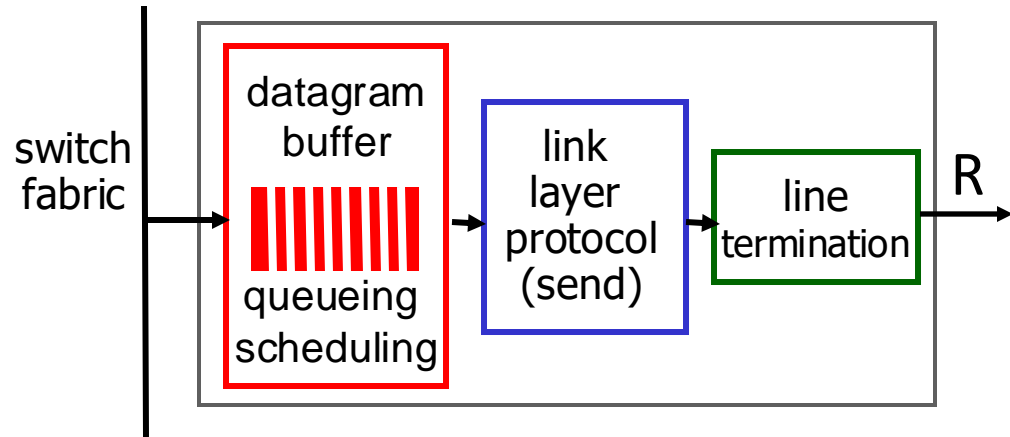 switch
fabric
datagram
buffer
queueing
scheduling
link
layer
protocol
(send)
line
termination
R